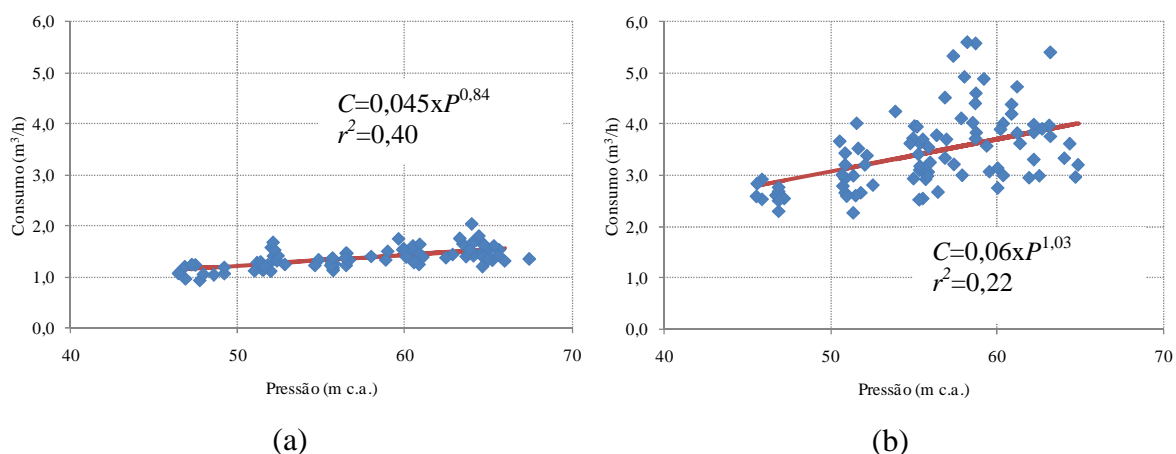 6,0
5,0
4,0
3,0
2,0
1,0
0,0
40
50
60
70
Consumo (m³/h)
Pressão (m c.a.)
C=0,045xP^0,84
r²=0,40
(a)
6,0
5,0
4,0
3,0
2,0
1,0
0,0
40
50
60
70
Consumo (m³/h)
Pressão (m c.a.)
C=0,06xP^1,03
r²=0,22
(b)